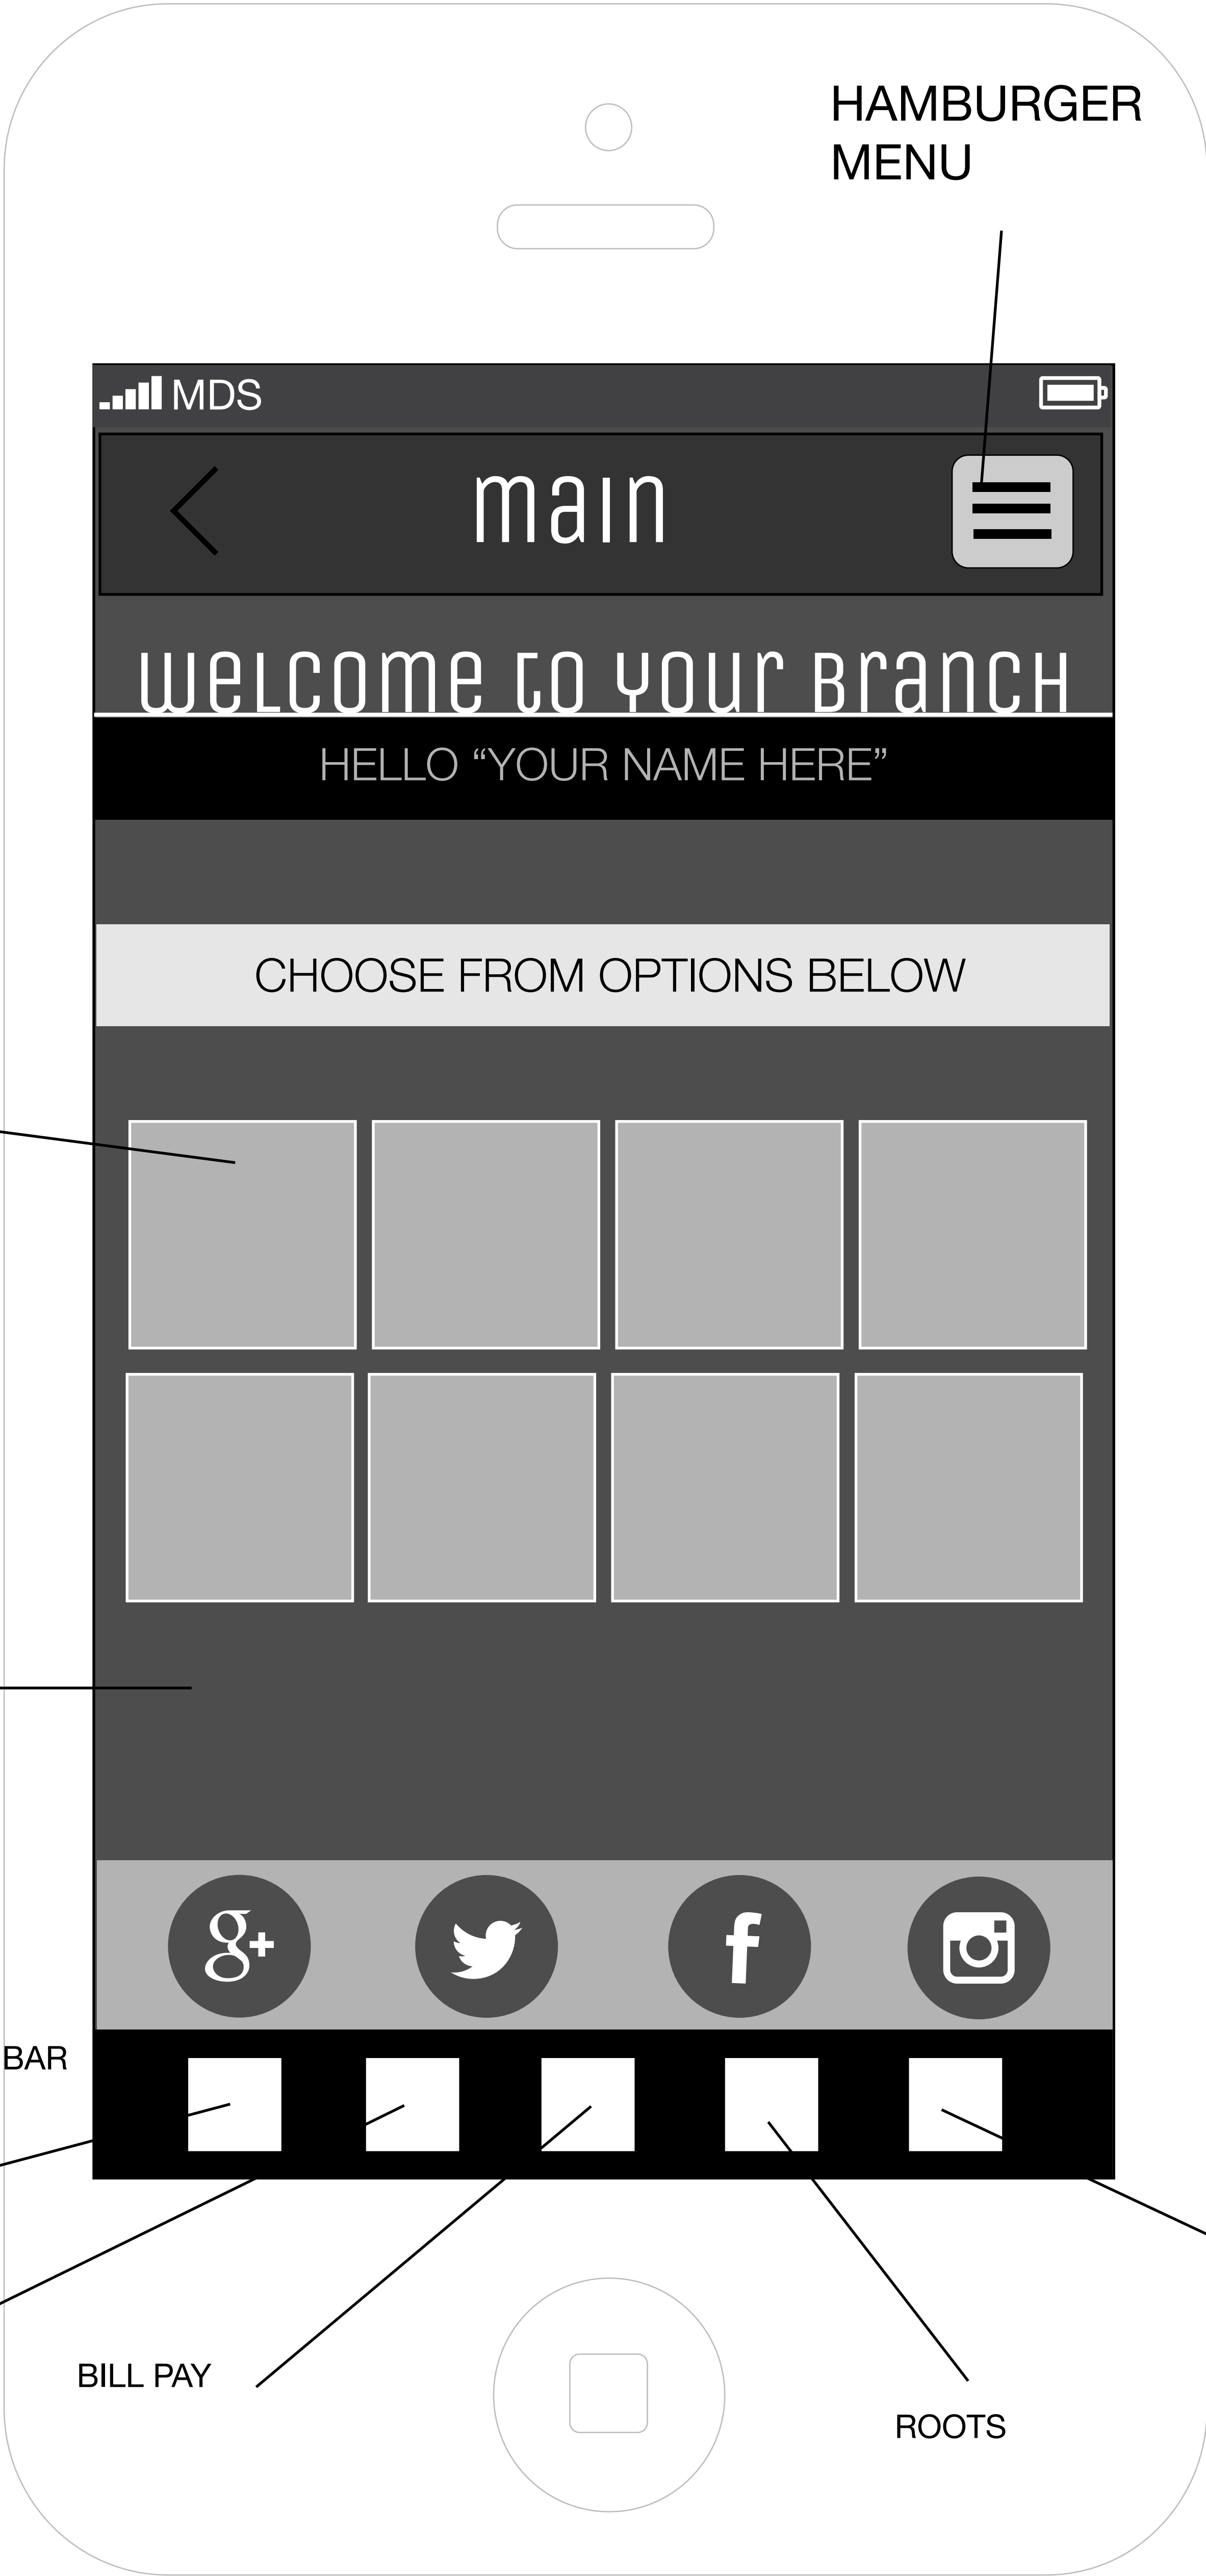 HAMBURGER
MENU
MDS
main
welcome to your branch
HELLO “YOUR NAME HERE”
CHOOSE FROM OPTIONS BELOW
g+
f
BAR
BILL PAY
ROOTS